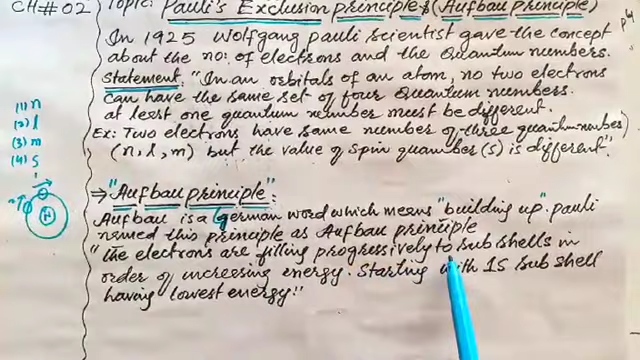 CH# 02 Topic: Pauli's Exclusion principle & (Aufbau principle)
In 1925 Wolfgang pauli scientist gave the concept
about the no: of electrons and the Quantum numbers.
Statement: "In an orbitals of an atom, no two electrons
can have the same set of four Quantum numbers.
at least one quantum number must be different.
Ex: Two electrons have same number of three quantum number)
(n, l, m) but the value of spin quamber (s) is different".
(1) n
(2) l
(3) m
(4) s
⇒ "Aufbau principle"
Aufbau is a german word which means "building up" pauli
named this principle as Aufbau principle
"the electrons are filling progressively to sub shells in
order of increasing energy. Starting with 1S sub shell
having lowest energy".